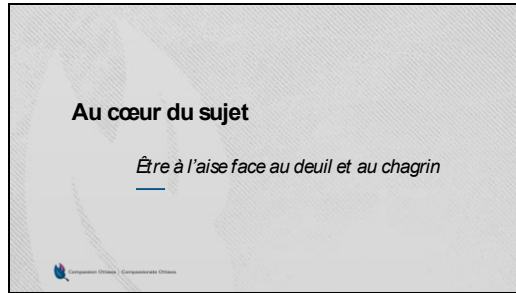 Au cœur du sujet
Être à l'aise face au deuil et au chagrin
Compassion Ottawa | Compassionate Ottawa